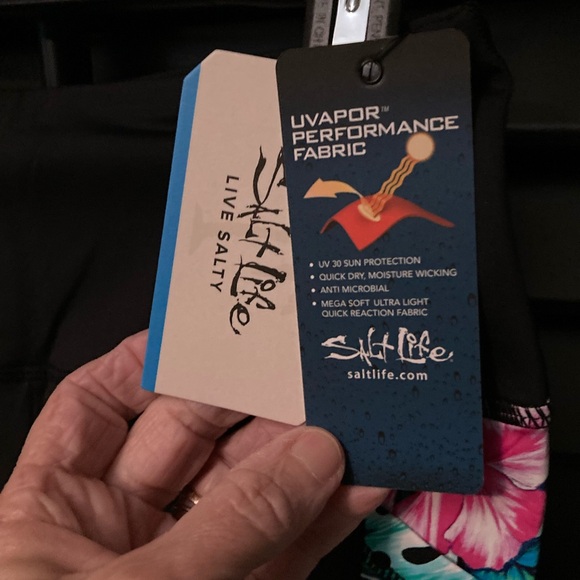 UVAPOR™
PERFORMANCE
FABRIC
• UV 30 SUN PROTECTION
• QUICK DRY, MOISTURE WICKING
• ANTI MICROBIAL
• MEGA SOFT ULTRA LIGHT
QUICK REACTION FABRIC
Salt Life
saltlife.com
Salt Life
LIVE SALTY